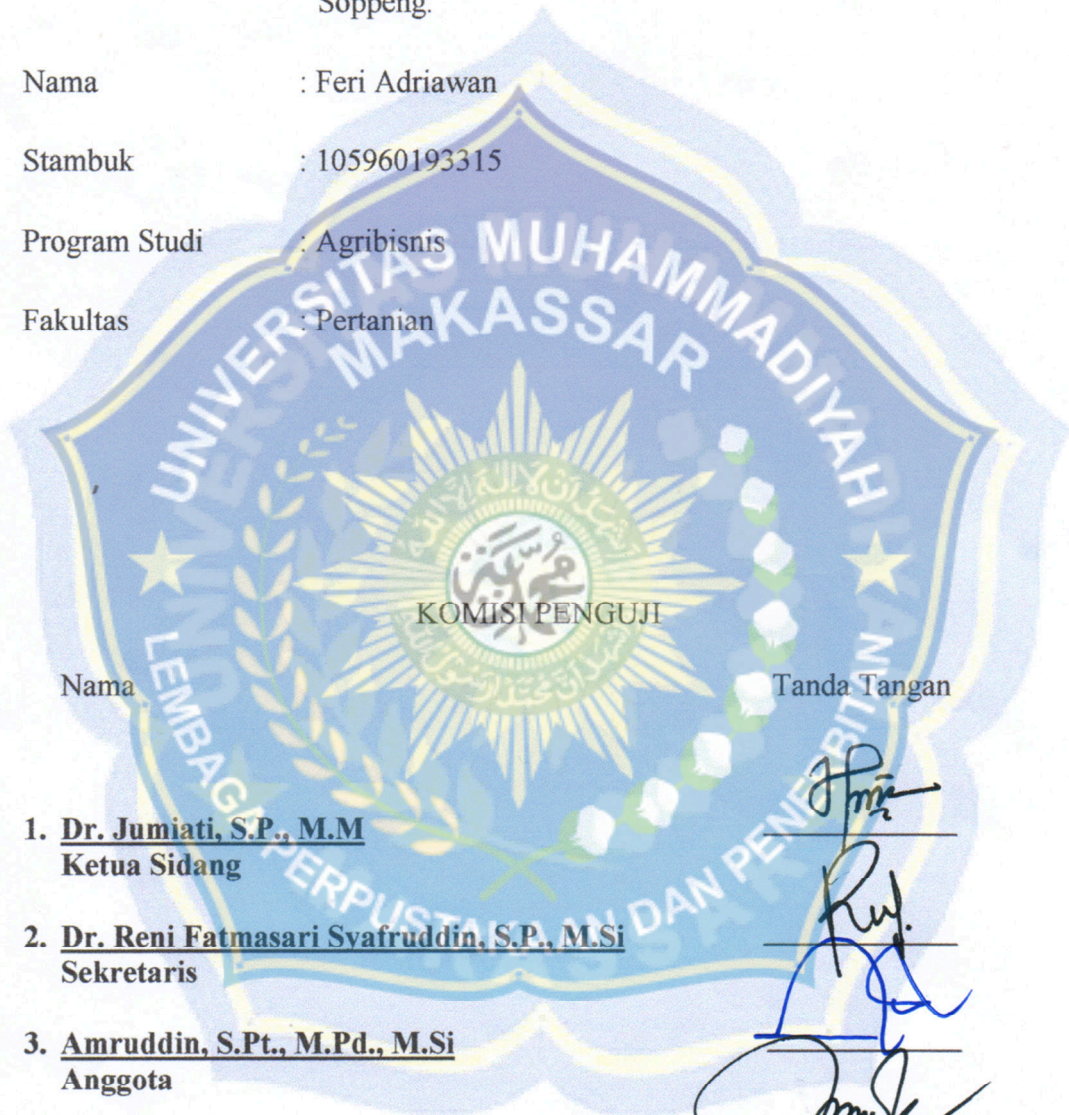 Soppeng.
Nama : Feri Adriawan
Stambuk : 105960193315
Program Studi : Agribisnis
Fakultas : Pertanian
UNIVERSITAS MUHAMMADIYAH
MAKASSAR
KOMISI PENGUJI
Nama Tanda Tangan
1. Dr. Jumiati, S.P., M.M
Ketua Sidang
2. Dr. Reni Fatmasari Syafruddin, S.P., M.Si
Sekretaris
3. Amruddin, S.Pt., M.Pd., M.Si
Anggota
LEMBAGA PERPUSTAKAAN DAN PENERBITAN